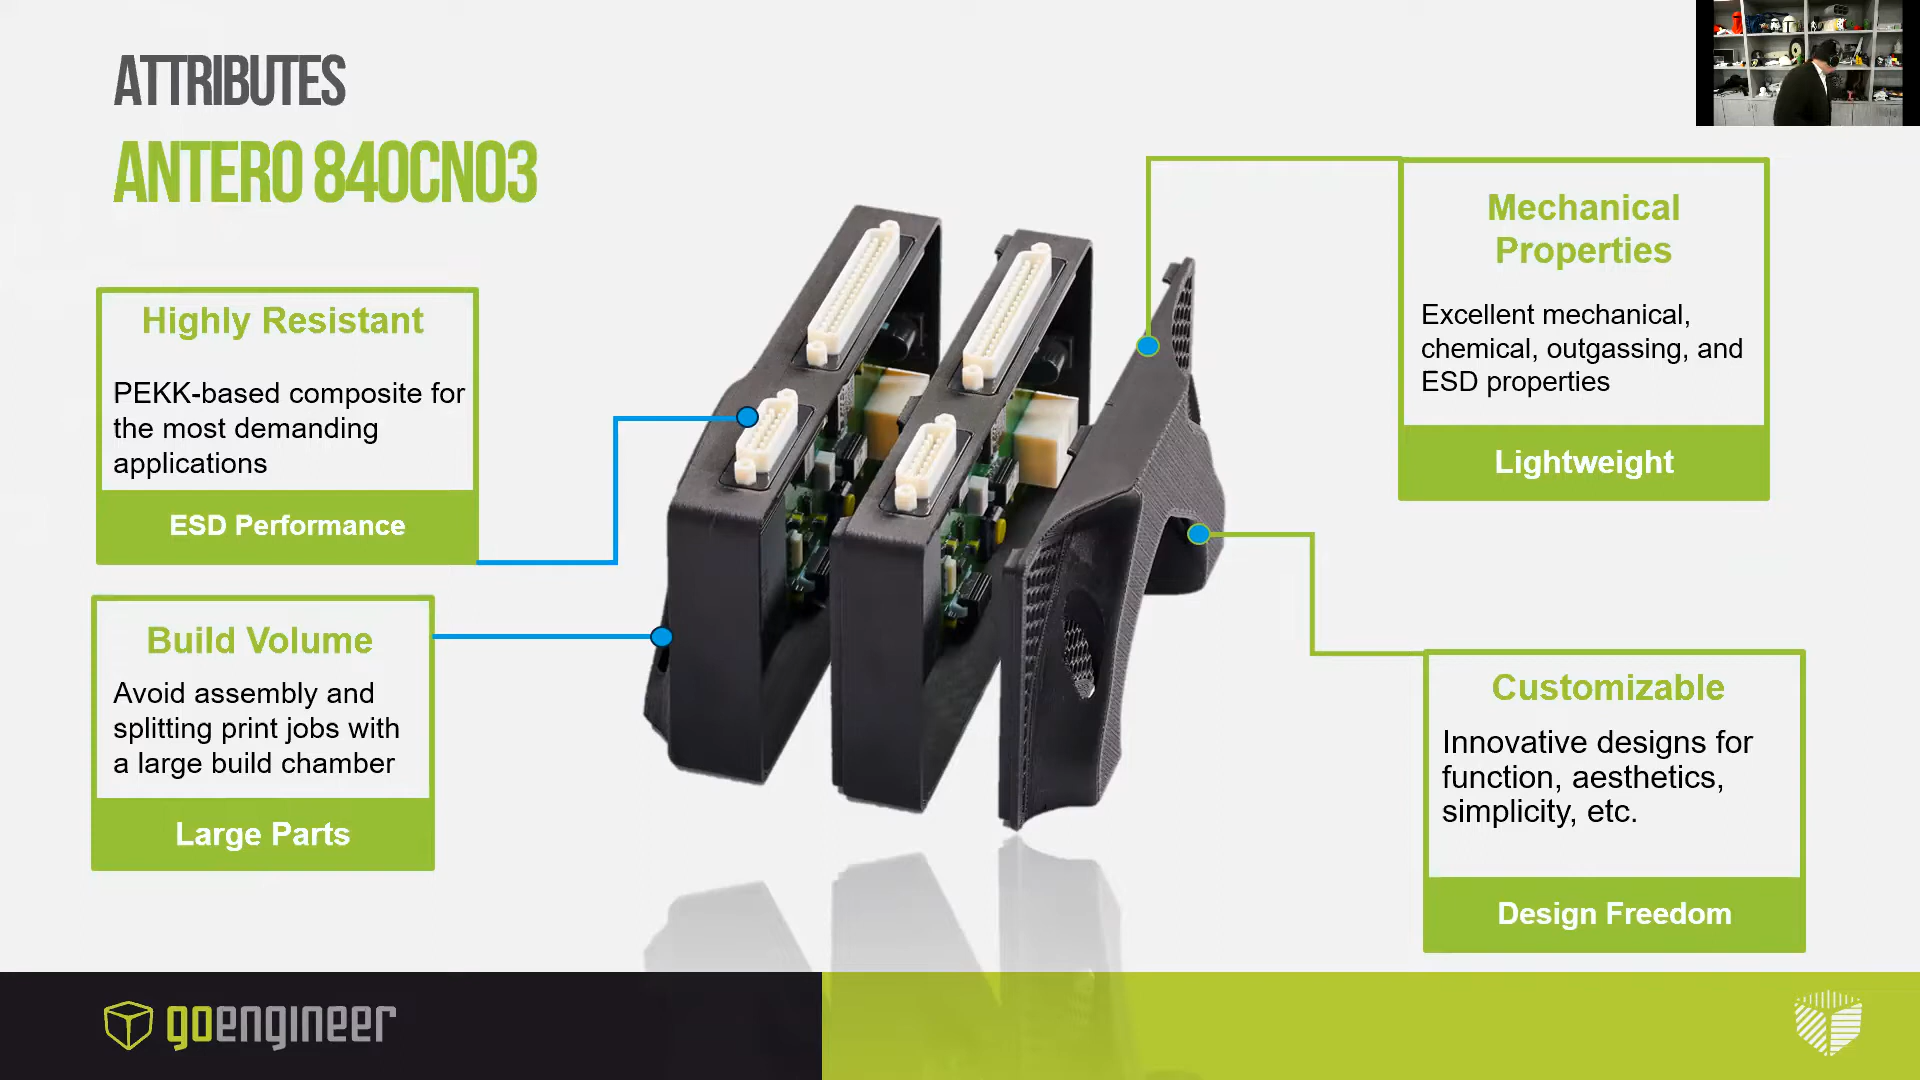 ATTRIBUTES
ANTERO 840CN03
Highly Resistant
PEKK-based composite for
the most demanding
applications
ESD Performance
Build Volume
Avoid assembly and
splitting print jobs with
a large build chamber
Large Parts
Mechanical
Properties
Excellent mechanical,
chemical, outgassing, and
ESD properties
Lightweight
Customizable
Innovative designs for
function, aesthetics,
simplicity, etc.
Design Freedom
goengineer